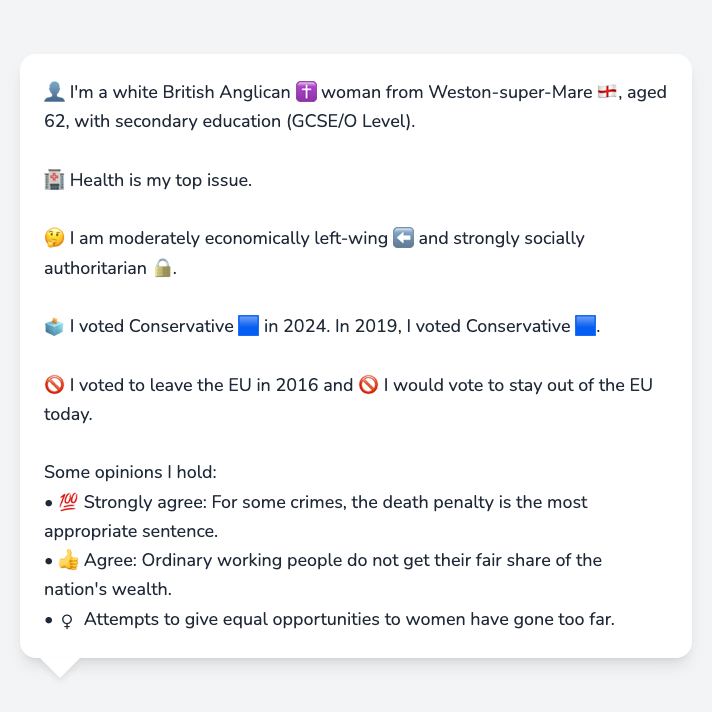 👤 I'm a white British Anglican ✝️ woman from Weston-super-Mare 🏴󠁧󠁢󠁥󠁮󠁧󠁿, aged
62, with secondary education (GCSE/O Level).
🏥 Health is my top issue.
🤔 I am moderately economically left-wing ⬅️ and strongly socially
authoritarian 🔒.
🗳️ I voted Conservative 🟦 in 2024. In 2019, I voted Conservative 🟦.
🚫 I voted to leave the EU in 2016 and 🚫 I would vote to stay out of the EU
today.
Some opinions I hold:
• 💯 Strongly agree: For some crimes, the death penalty is the most
appropriate sentence.
• 👍 Agree: Ordinary working people do not get their fair share of the
nation's wealth.
• ♀ Attempts to give equal opportunities to women have gone too far.